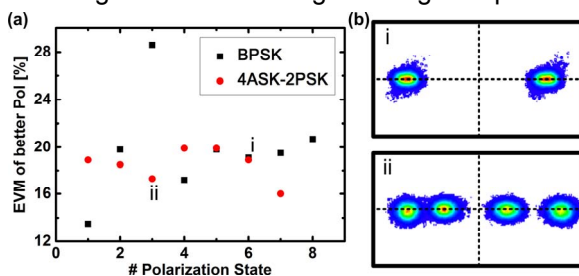 (a)
28
24
20
16
12
EVM of better Pol [%]
BPSK
4ASK-2PSK
i
ii
0
2
4
6
8
# Polarization State
(b)
i
ii